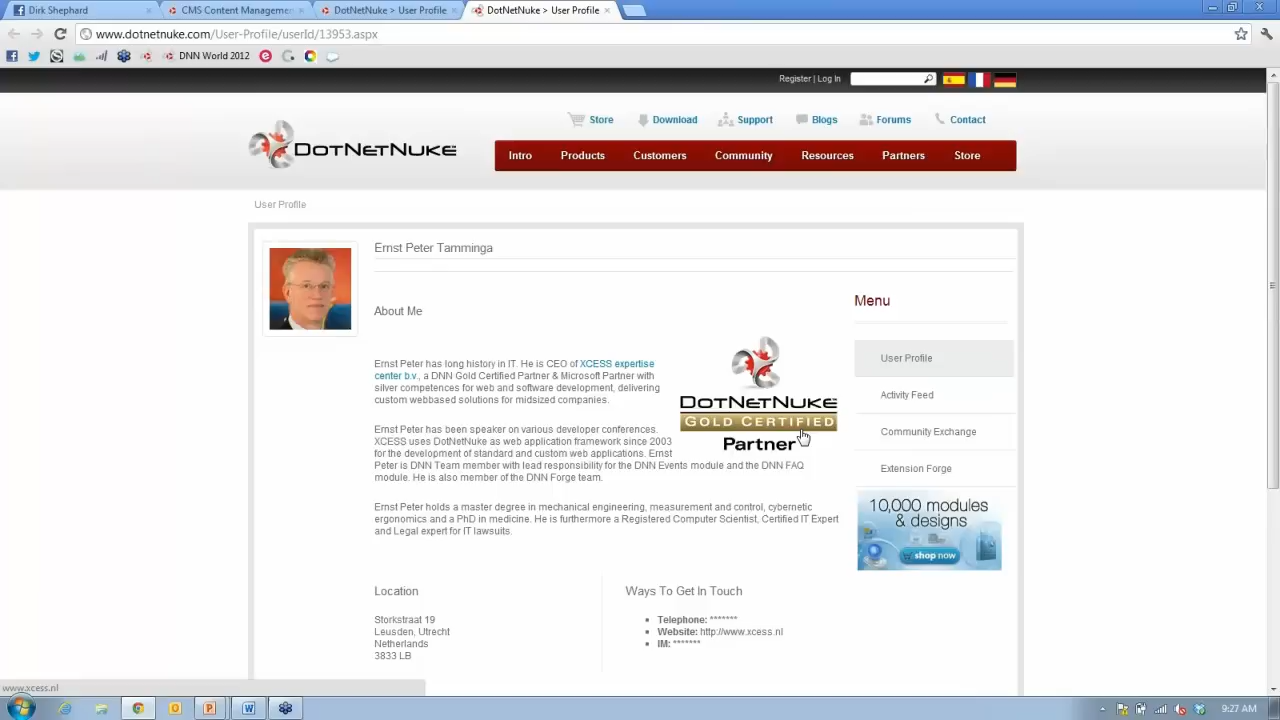 Dirk Shephard
CMS Content Managemen
DotNetNuke > User Profile
DotNetNuke > User Profile
www.dotnetnuke.com/User-Profile/userId/13953.aspx
DNN World 2012
Register | Log In
Store
Download
Support
Blogs
Forums
Contact
DotNetNuke
Intro
Products
Customers
Community
Resources
Partners
Store
User Profile
Ernst Peter Tamminga
About Me
Ernst Peter has long history in IT. He is CEO of XCESS expertise
center b.v., a DNN Gold Certified Partner & Microsoft Partner with
silver competences for web and software development, delivering
custom webbased solutions for midsized companies.
Ernst Peter has been speaker on various developer conferences.
XCESS uses DotNetNuke as web application framework since 2003
for the development of standard and custom web applications. Ernst
Peter is DNN Team member with lead responsibility for the DNN Events module and the DNN FAQ
module. He is also member of the DNN Forge team.
Ernst Peter holds a master degree in mechanical engineering, measurement and control, cybernetic
ergonomics and a PhD in medicine. He is furthermore a Registered Computer Scientist, Certified IT Expert
and Legal expert for IT lawsuits.
DotNetNuke
Gold Certified
Partner
Menu
User Profile
Activity Feed
Community Exchange
Extension Forge
10,000 modules
& designs
shop now
Location
Storkstraat 19
Leusden, Utrecht
Netherlands
3833 LB
Ways To Get In Touch
Telephone: *******
Website: http://www.xcess.nl
IM: *******
www.xcess.nl
9:27 AM